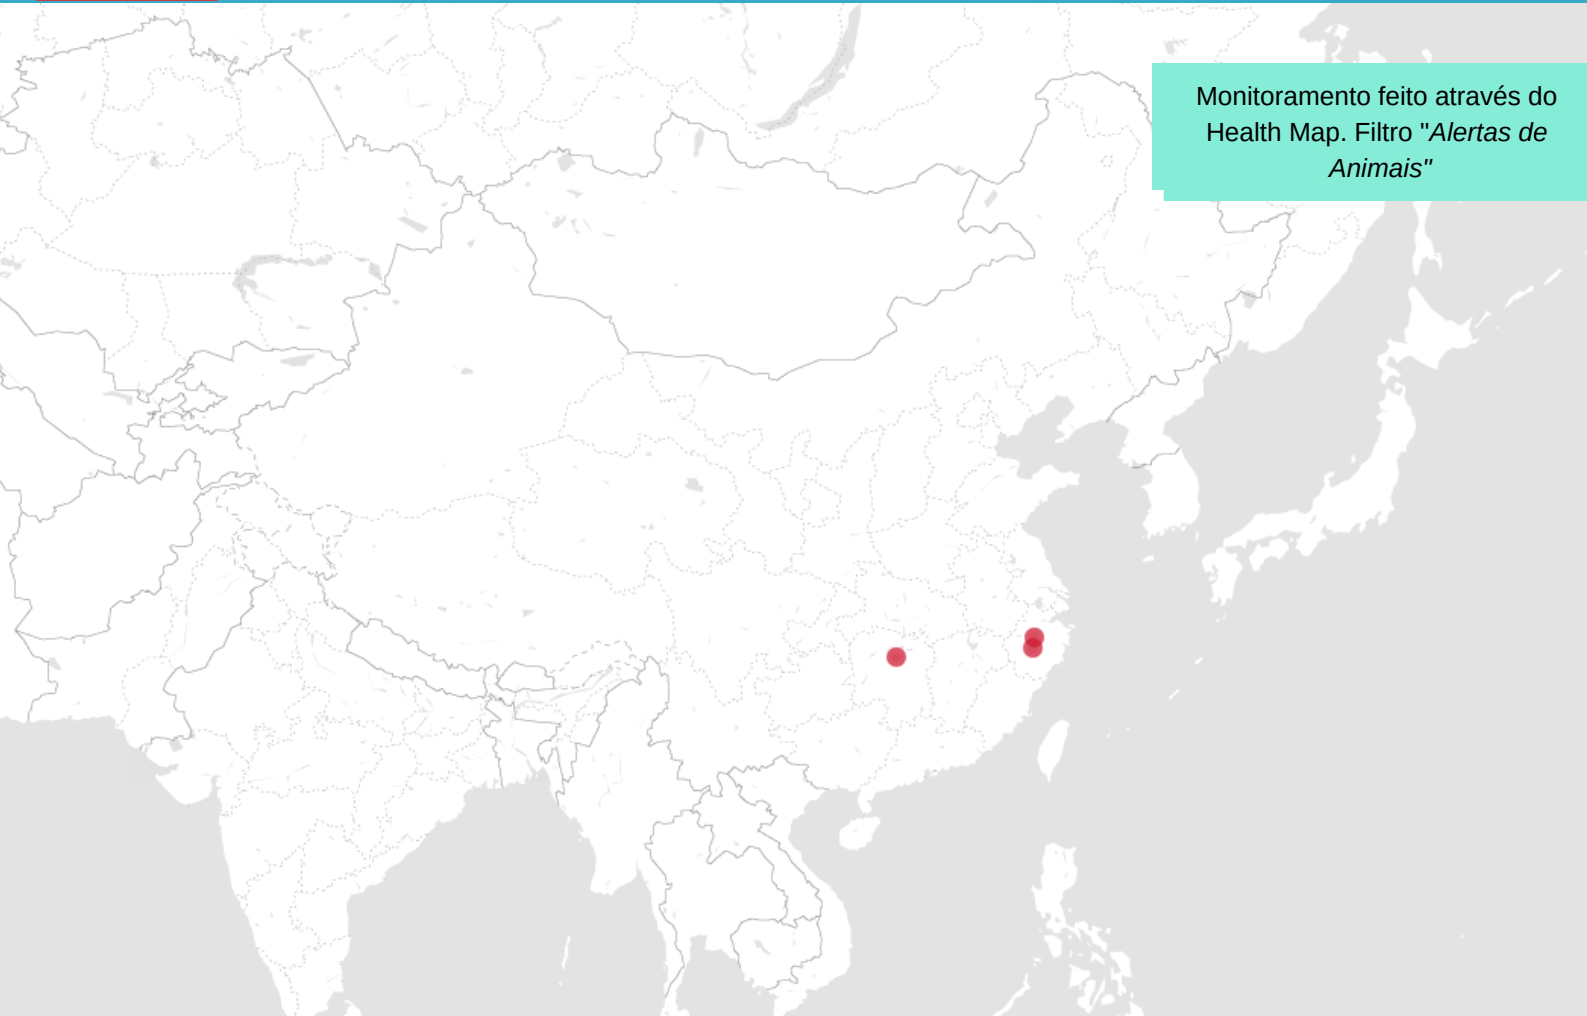 Monitoramento feito através do
Health Map. Filtro "Alertas de
Animais"